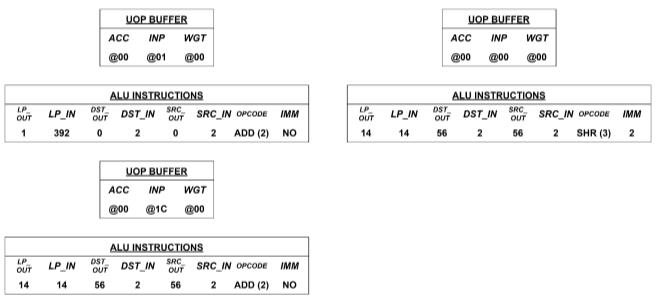 UOP BUFFER
ACC INP WGT
@00 @01 @00
ALU INSTRUCTIONS
LP_OUT LP_IN DST_OUT DST_IN SRC_OUT SRC_IN OPCODE IMM
1 392 0 2 0 2 ADD (2) NO
UOP BUFFER
ACC INP WGT
@00 @1C @00
ALU INSTRUCTIONS
LP_OUT LP_IN DST_OUT DST_IN SRC_OUT SRC_IN OPCODE IMM
14 14 56 2 56 2 ADD (2) NO
UOP BUFFER
ACC INP WGT
@00 @00 @00
ALU INSTRUCTIONS
LP_OUT LP_IN DST_OUT DST_IN SRC_OUT SRC_IN OPCODE IMM
14 14 56 2 56 2 SHR (3) 2